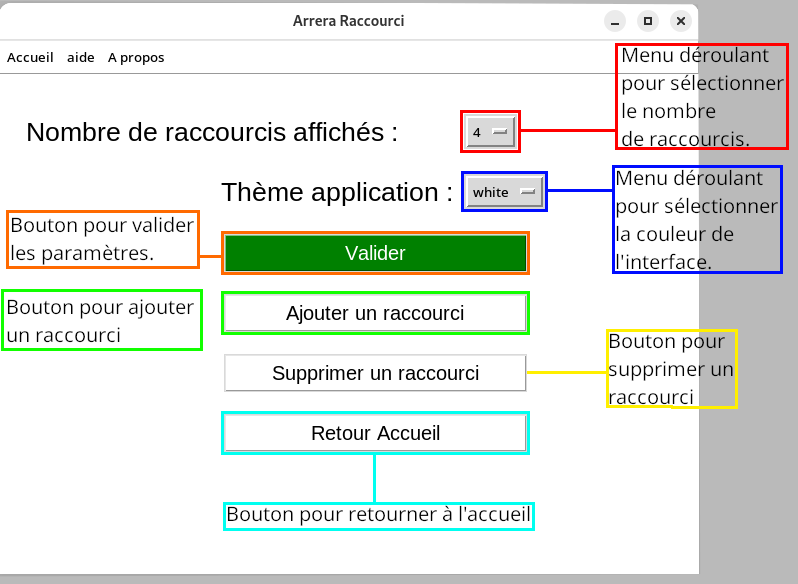 Arrera Raccourci
Accueil aide A propos
Menu déroulant
pour sélectionner
le nombre
de raccourcis.
Nombre de raccourcis affichés :
4
Thème application :
white
Menu déroulant
pour sélectionner
la couleur de
l'interface.
Bouton pour valider
les paramètres.
Valider
Bouton pour ajouter
un raccourci
Ajouter un raccourci
Supprimer un raccourci
Bouton pour
supprimer un
raccourci
Retour Accueil
Bouton pour retourner à l'accueil